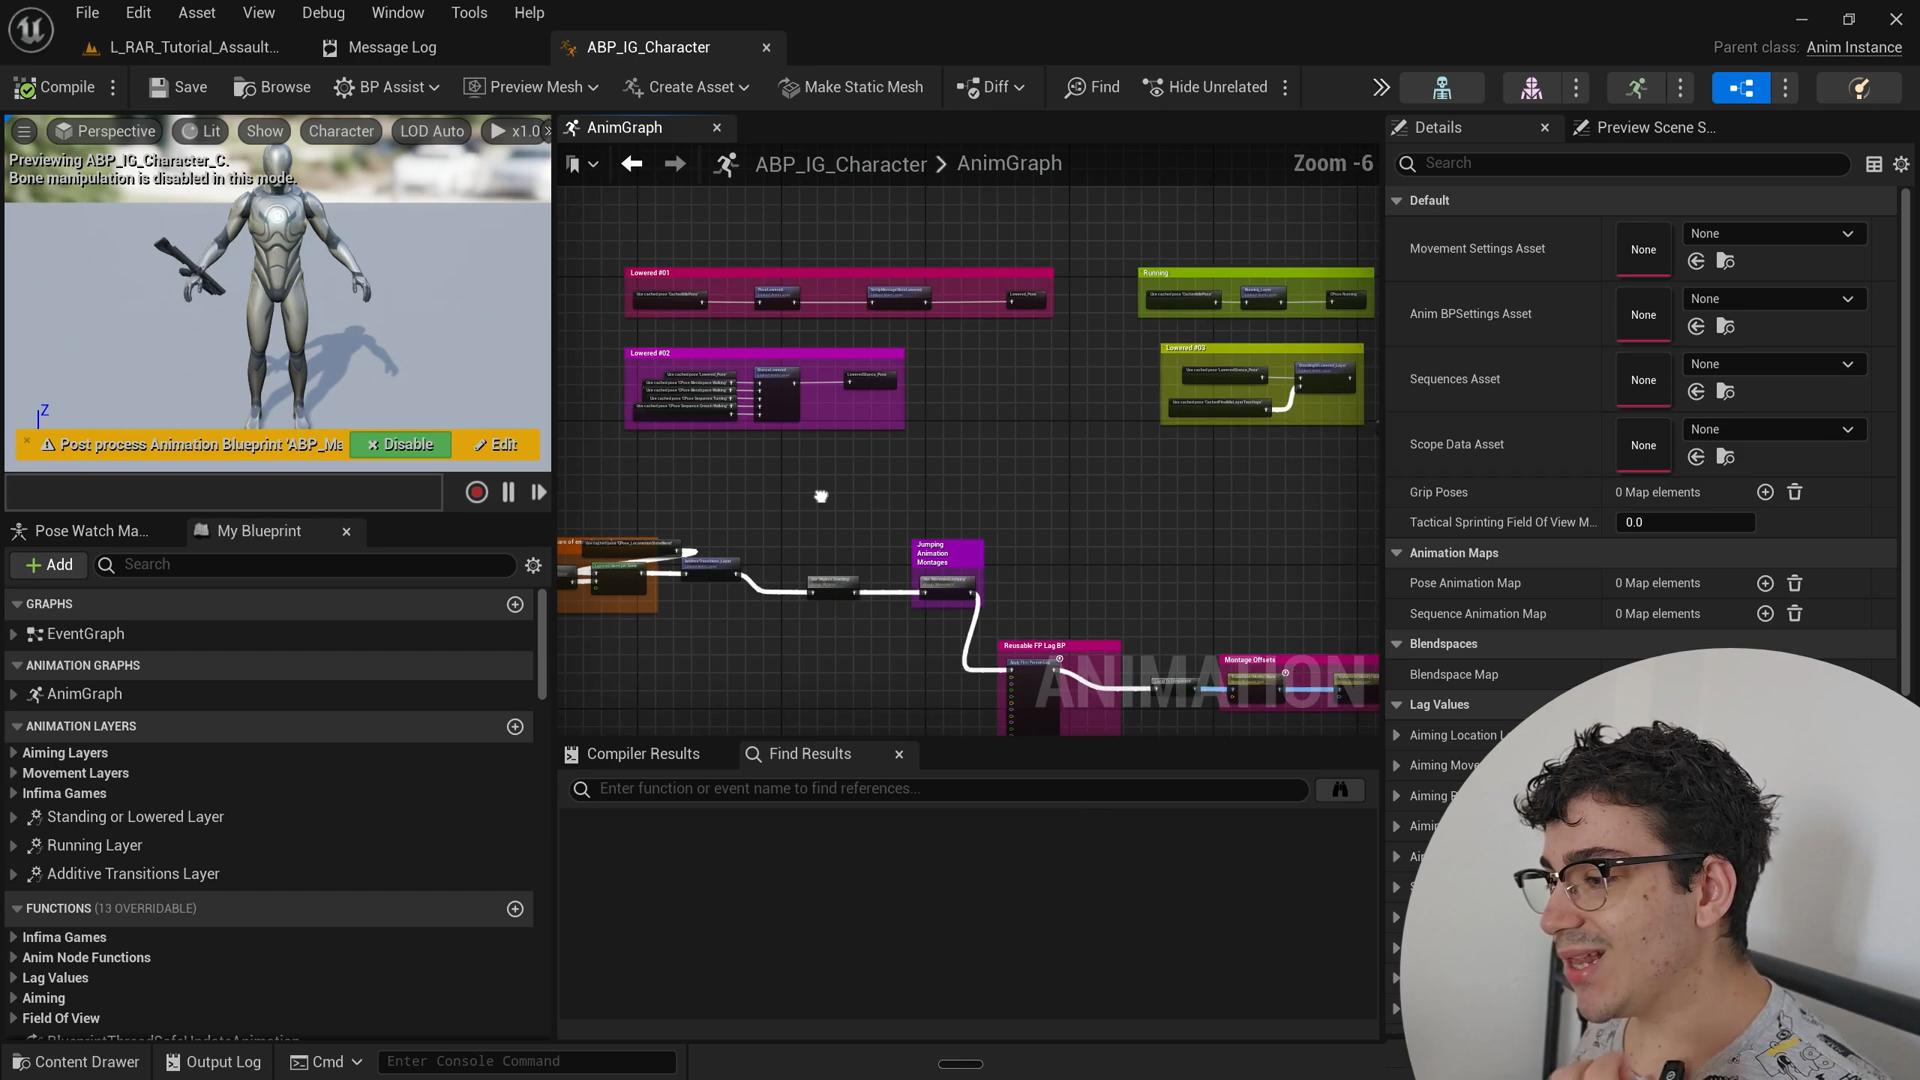 File Edit Asset View Debug Window Tools Help
L_RAR_Tutorial_Assault... Message Log ABP_IG_Character
Parent class: Anim Instance
Compile Save Browse BP Assist Preview Mesh Create Asset Make Static Mesh Diff Find Hide Unrelated
Perspective Lit Show Character LOD Auto x1.0
Previewing ABP_IG_Character_C.
Bone manipulation is disabled in this mode.
Z
Post process Animation Blueprint 'ABP_Ma Disable Edit
Pose Watch Ma... My Blueprint
Add Search
GRAPHS
EventGraph
ANIMATION GRAPHS
AnimGraph
ANIMATION LAYERS
Aiming Layers
Movement Layers
Infima Games
Standing or Lowered Layer
Running Layer
Additive Transitions Layer
FUNCTIONS (13 OVERRIDABLE)
Infima Games
Anim Node Functions
Lag Values
Aiming
Field Of View
BlueprintThreadSafeUpdateAnimation
AnimGraph
ABP_IG_Character > AnimGraph Zoom -6
Lowered #01
Running
Lowered #02
Lowered #03
Jumping
Animation
Montages
Reusable FP Lag BP
Montage Offsets
ANIMATION
Compiler Results Find Results
Enter function or event name to find references...
Details Preview Scene S...
Search
Default
Movement Settings Asset None None
Anim BPSettings Asset None None
Sequences Asset None None
Scope Data Asset None None
Grip Poses 0 Map elements
Tactical Sprinting Field Of View M... 0.0
Animation Maps
Pose Animation Map 0 Map elements
Sequence Animation Map 0 Map elements
Blendspaces
Blendspace Map
Lag Values
Aiming Location L
Aiming Move
Aiming R
Aimi
Content Drawer Output Log Cmd Enter Console Command